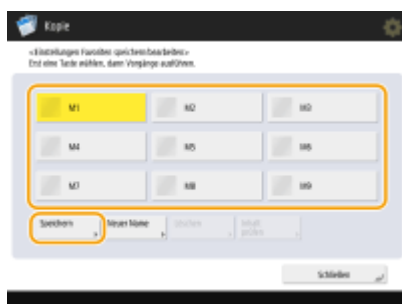 Kopie
<Einstellungen Favoriten speichern/bearbeiten>
Erst eine Taste wählen, dann Vorgänge ausführen.
M1 M2 M3
M4 M5 M6
M7 M8 M9
Speichern Neuer Name Löschen Inhalt prüfen
Schließen